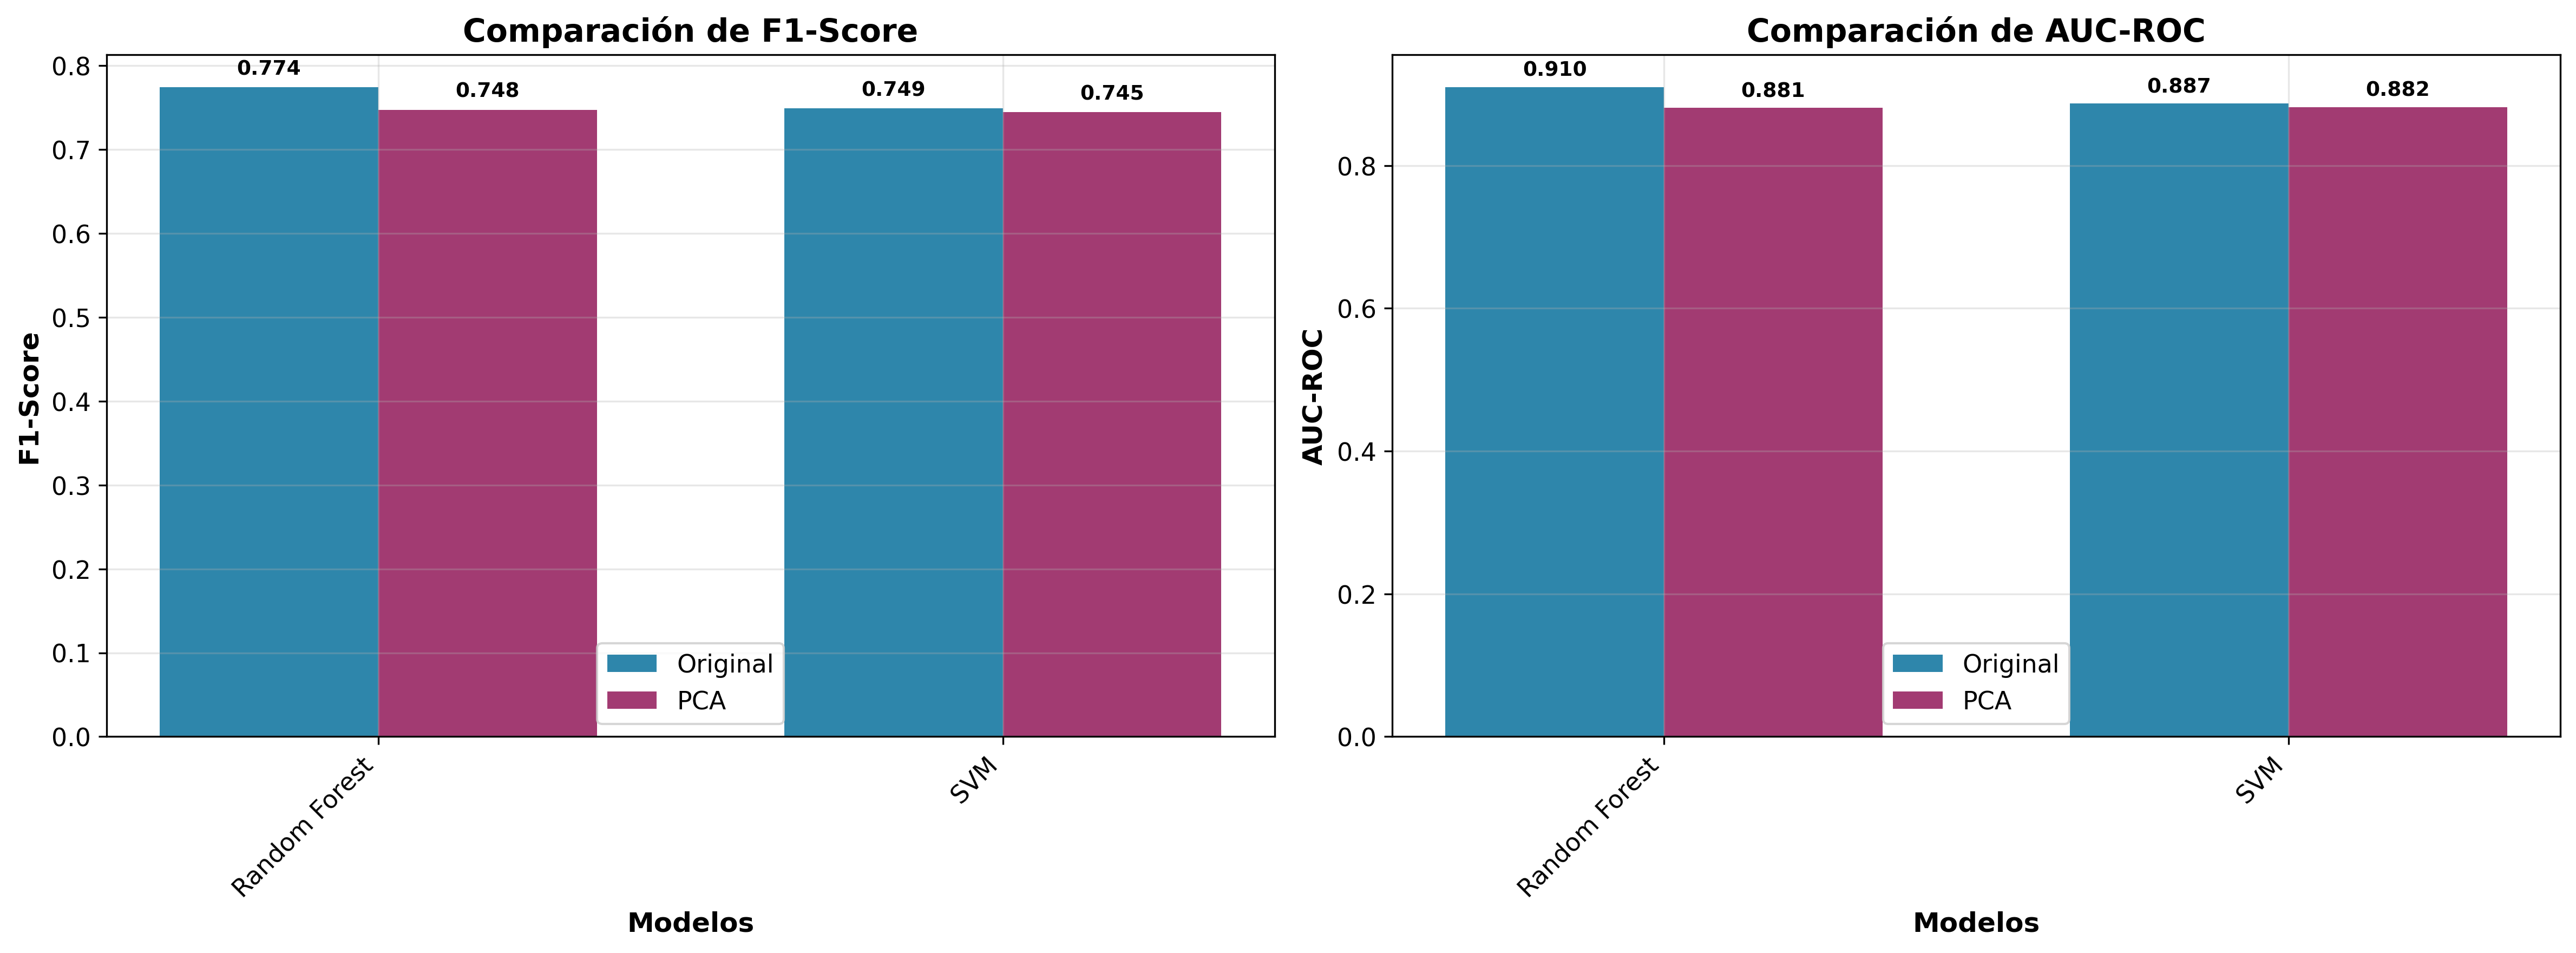 Comparación de F1-Score
0.8
0.7
0.6
0.5
0.4
0.3
0.2
0.1
0.0
F1-Score
0.774
0.748
0.749
0.745
Original
PCA
Random Forest
SVM
Modelos
Comparación de AUC-ROC
0.8
0.6
0.4
0.2
0.0
AUC-ROC
0.910
0.881
0.887
0.882
Original
PCA
Random Forest
SVM
Modelos